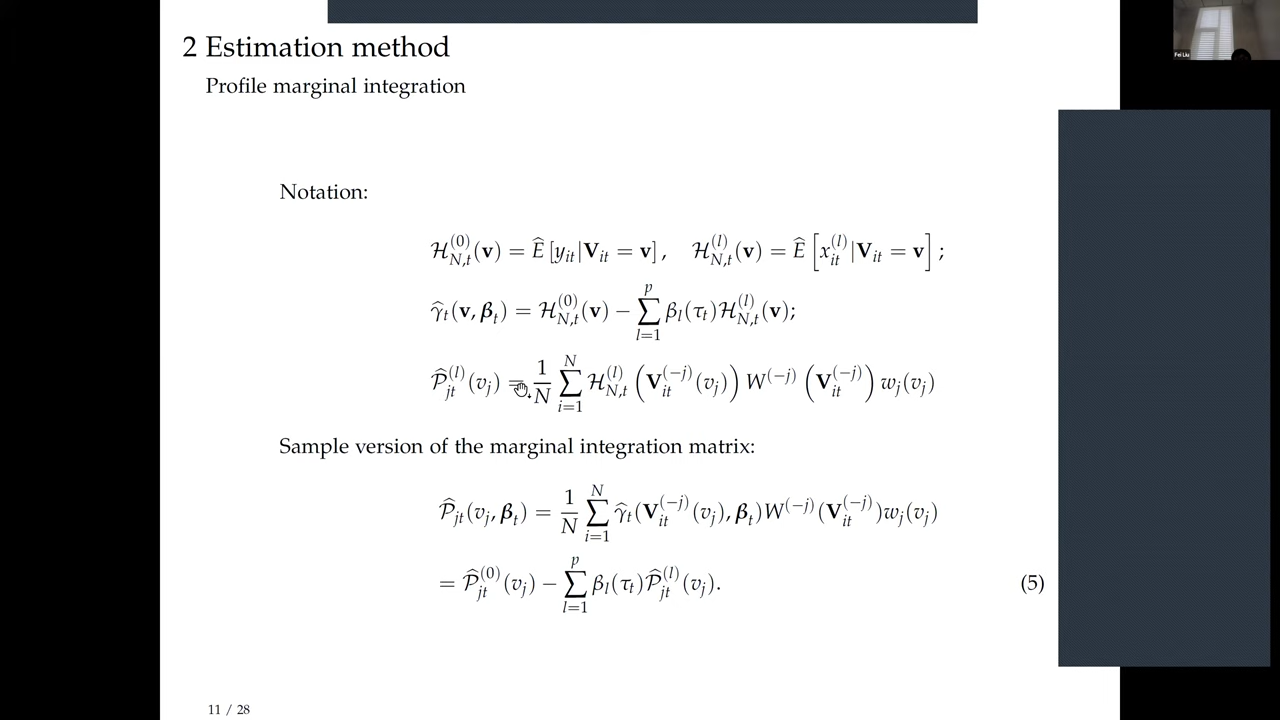 2 Estimation method
Profile marginal integration
Fei Liu
Notation:
$\mathcal{H}_{N,t}^{(0)}(\mathbf{v}) = \widehat{E}\left[y_{it}|\mathbf{V}_{it} = \mathbf{v}\right], \quad \mathcal{H}_{N,t}^{(l)}(\mathbf{v}) = \widehat{E}\left[x_{it}^{(l)}|\mathbf{V}_{it} = \mathbf{v}\right];$
$\widehat{\gamma}_t(\mathbf{v}, \boldsymbol{\beta}_t) = \mathcal{H}_{N,t}^{(0)}(\mathbf{v}) - \sum_{l=1}^{p} \beta_l(\tau_t)\mathcal{H}_{N,t}^{(l)}(\mathbf{v});$
$\widehat{\mathcal{P}}_{jt}^{(l)}(v_j) = \frac{1}{N}\sum_{i=1}^{N} \mathcal{H}_{N,t}^{(l)}\left(\mathbf{V}_{it}^{(-j)}(v_j)\right) W^{(-j)}\left(\mathbf{V}_{it}^{(-j)}\right) w_j(v_j)$
Sample version of the marginal integration matrix:
$\widehat{\mathcal{P}}_{jt}(v_j, \boldsymbol{\beta}_t) = \frac{1}{N}\sum_{i=1}^{N} \widehat{\gamma}_t(\mathbf{V}_{it}^{(-j)}(v_j), \boldsymbol{\beta}_t)W^{(-j)}(\mathbf{V}_{it}^{(-j)})w_j(v_j)$
$= \widehat{\mathcal{P}}_{jt}^{(0)}(v_j) - \sum_{l=1}^{p} \beta_l(\tau_t)\widehat{\mathcal{P}}_{jt}^{(l)}(v_j).$ (5)
11 / 28